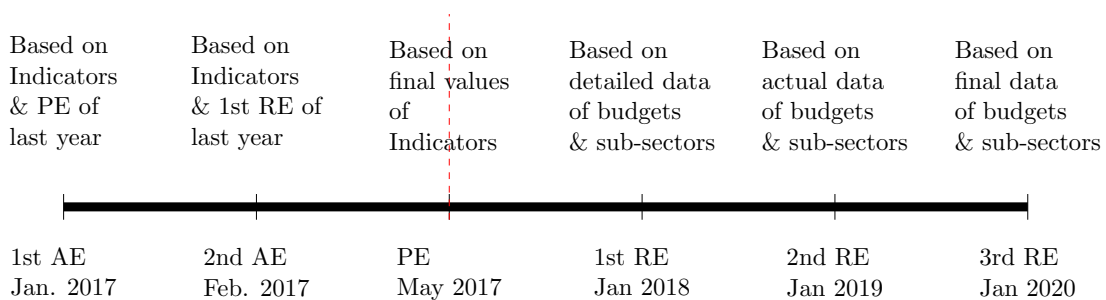 Based on
Indicators
& PE of
last year
Based on
Indicators
& 1st RE of
last year
Based on
final values
of
Indicators
Based on
detailed data
of budgets
& sub-sectors
Based on
actual data
of budgets
& sub-sectors
Based on
final data
of budgets
& sub-sectors
1st AE
Jan. 2017
2nd AE
Feb. 2017
PE
May 2017
1st RE
Jan 2018
2nd RE
Jan 2019
3rd RE
Jan 2020